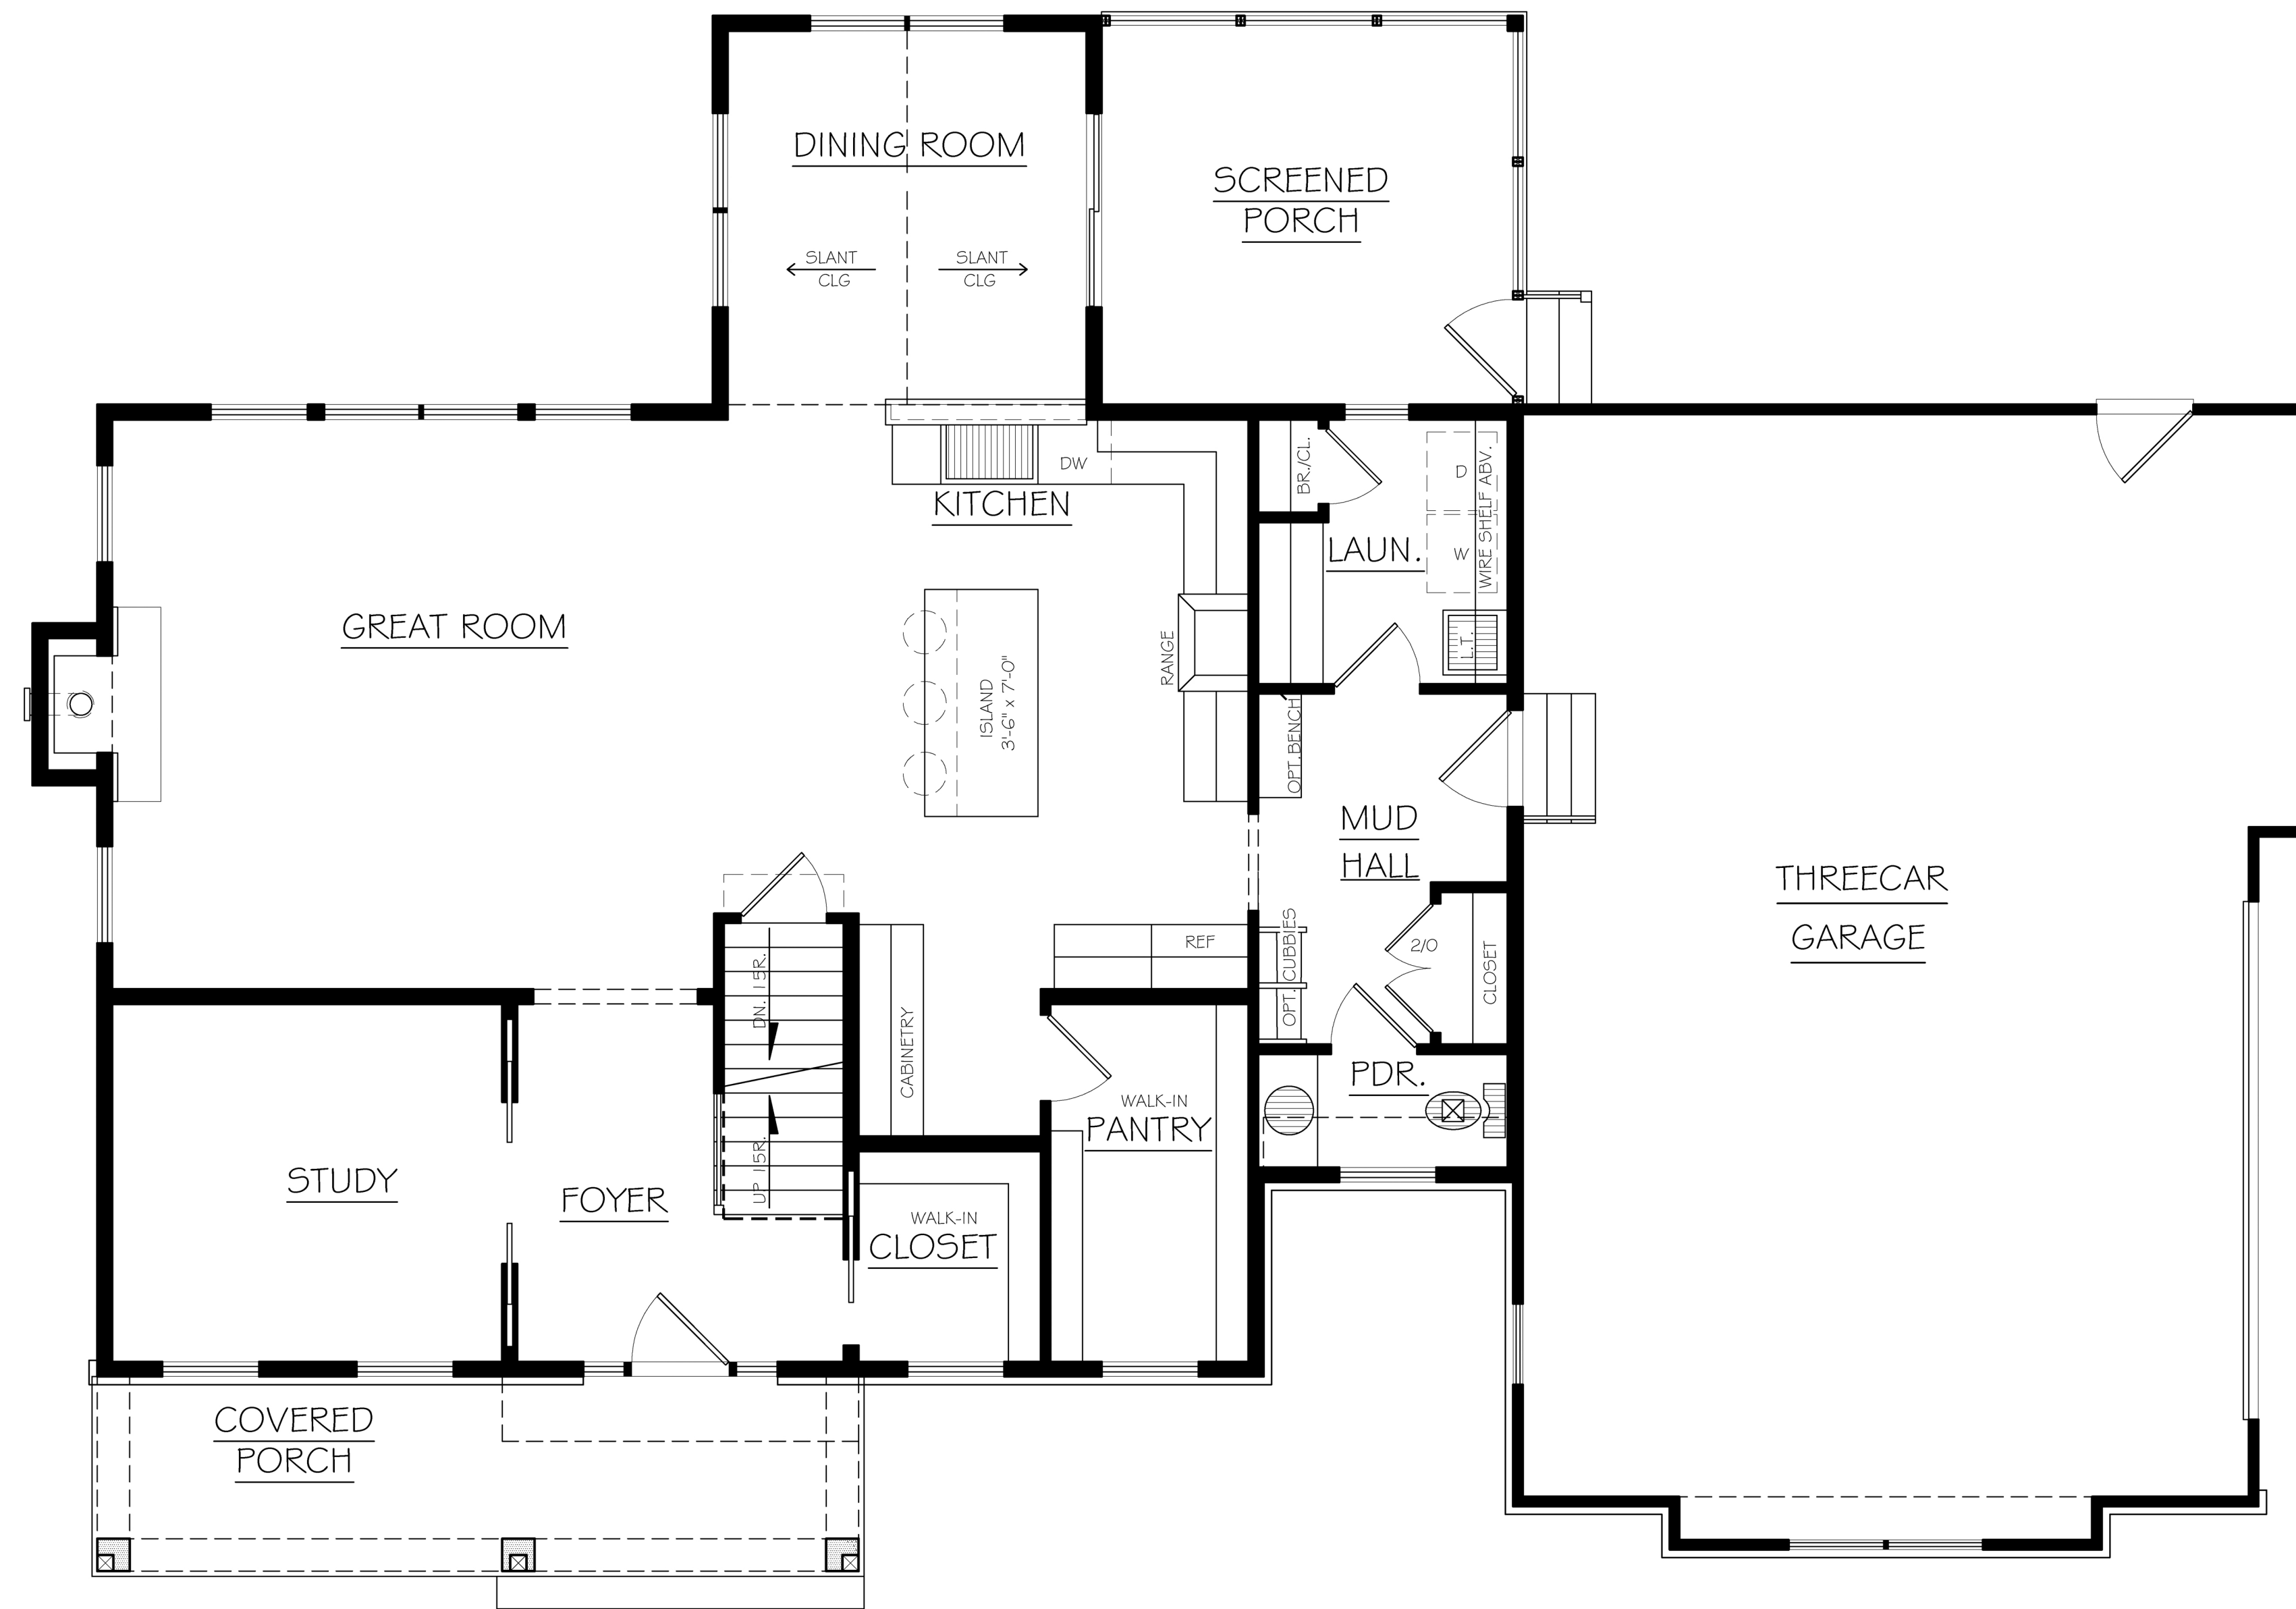 DINING ROOM
SLANT
CLG
SLANT
CLG
SCREENED
PORCH
DW
KITCHEN
BR./CL.
LAUN.
D
W
WIRE SHELF ABV.
L.T.
GREAT ROOM
ISLAND
3'-6" x 7'-0"
RANGE
OPT. BENCH
MUD
HALL
THREECAR
GARAGE
REF
OPT. CUBBIES
2/0
CLOSET
DN. 15R.
UP 15R.
CABINETRY
WALK-IN
PANTRY
PDR.
STUDY
FOYER
WALK-IN
CLOSET
COVERED
PORCH